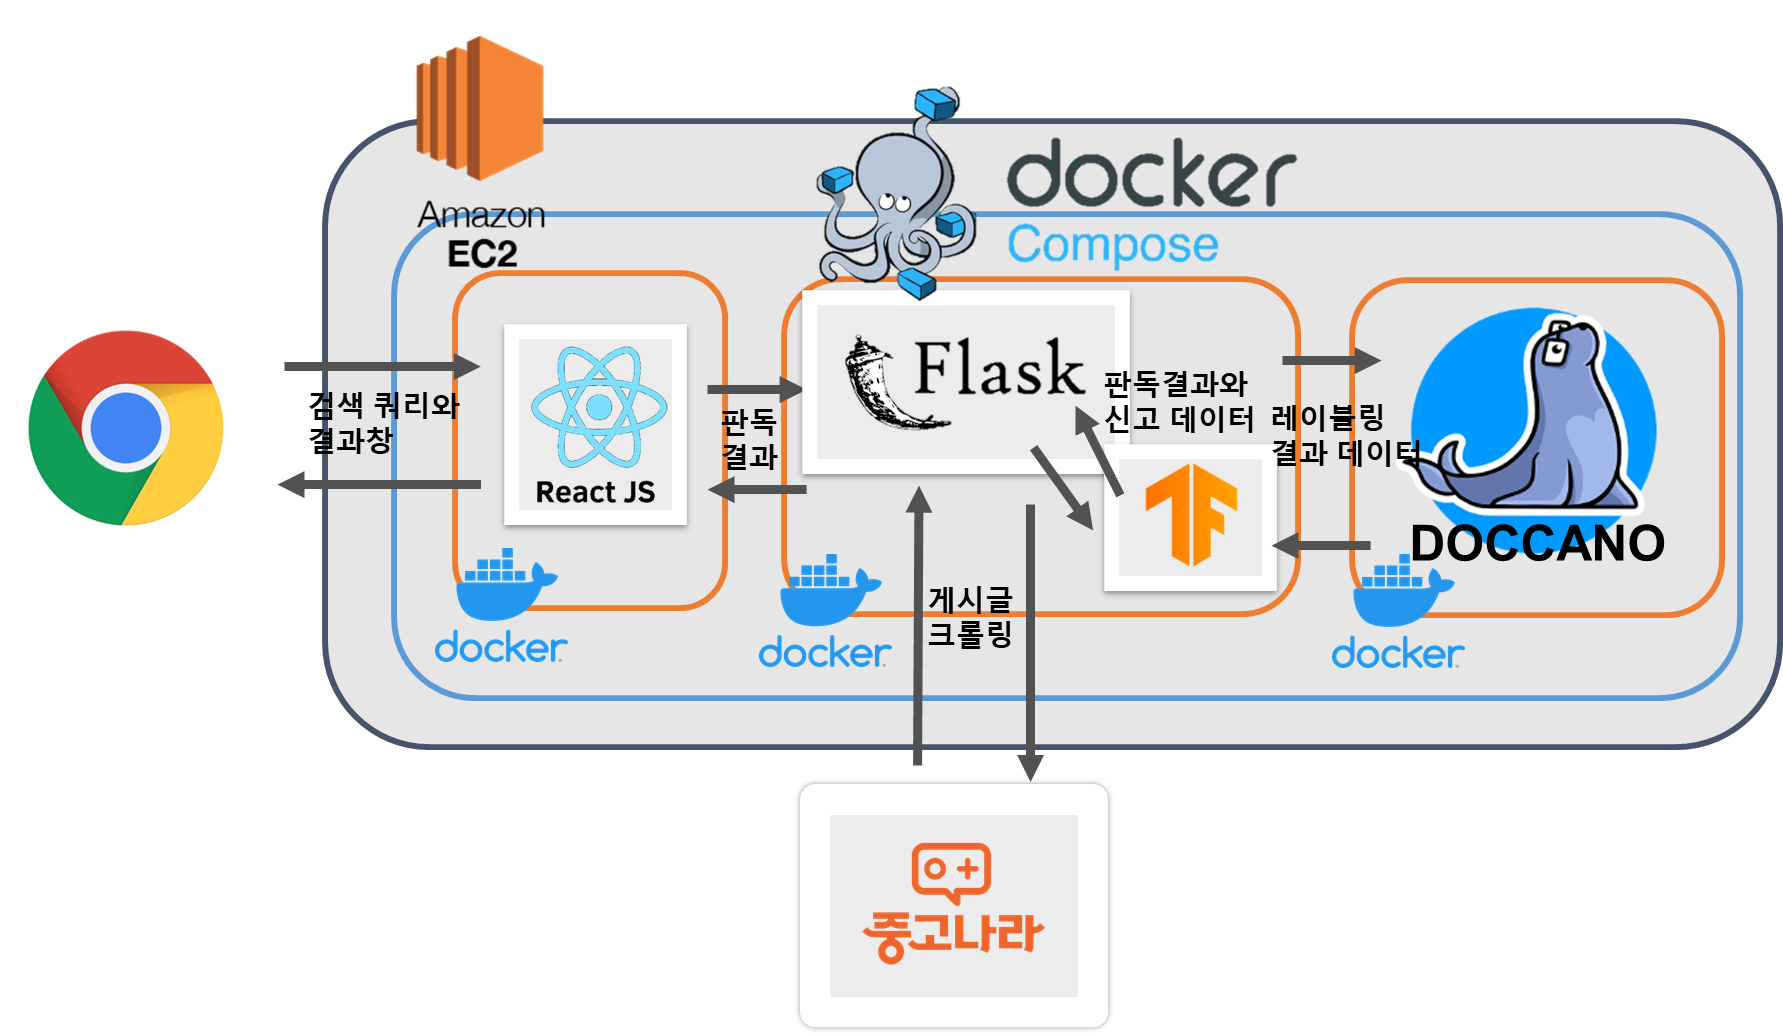 Amazon
EC2
docker
Compose
검색 쿼리와
결과창
React JS
docker
판독
결과
Flask
판독결과와
신고 데이터
docker
게시글
크롤링
레이블링
결과 데이터
DOCCANO
docker
중고나라